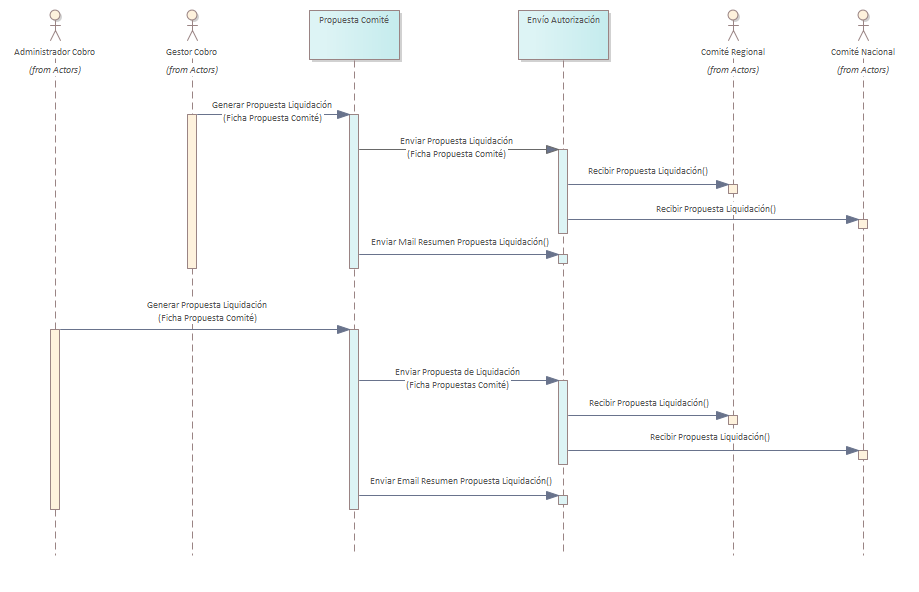 Propuesta Comité
Envío Autorización
Administrador Cobro
Gestor Cobro
Comité Regional
Comité Nacional
(from Actors)
(from Actors)
(from Actors)
(from Actors)
Generar Propuesta Liquidación
(Ficha Propuesta Comité)
Enviar Propuesta Liquidación
(Ficha Propuesta Comité)
Recibir Propuesta Liquidación()
Recibir Propuesta Liquidación()
Enviar Mail Resumen Propuesta Liquidación()
Generar Propuesta Liquidación
(Ficha Propuesta Comité)
Enviar Propuesta de Liquidación
(Ficha Propuestas Comité)
Recibir Propuesta Liquidación()
Recibir Propuesta Liquidación()
Enviar Email Resumen Propuesta Liquidación()